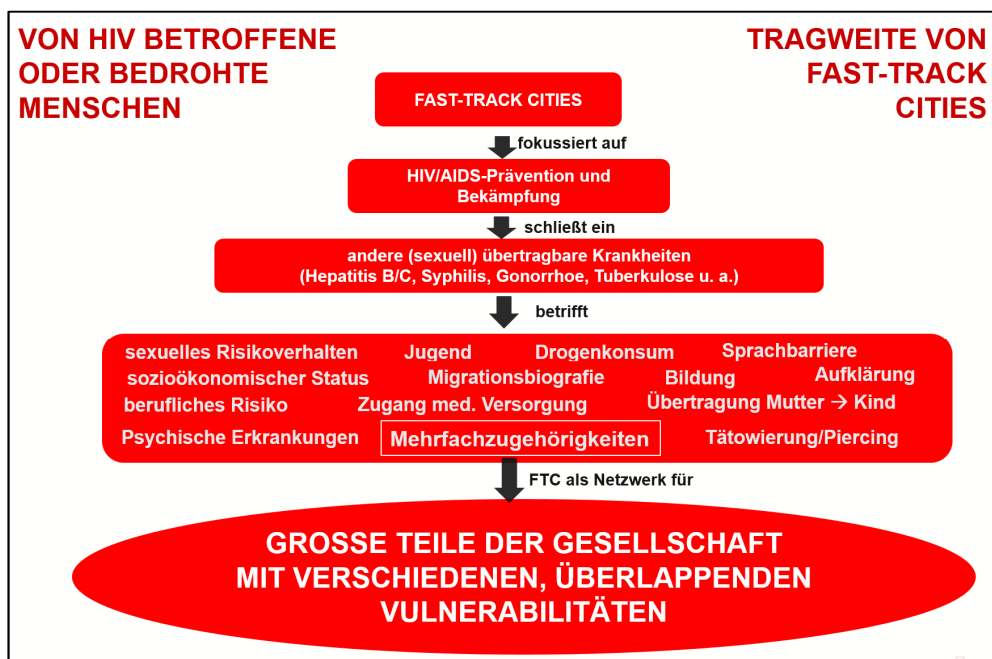 VON HIV BETROFFENE
ODER BEDROHTE
MENSCHEN
TRAGWEITE VON
FAST-TRACK
CITIES
FAST-TRACK CITIES
fokussiert auf
HIV/AIDS-Prävention und
Bekämpfung
schließt ein
andere (sexuell) übertragbare Krankheiten
(Hepatitis B/C, Syphilis, Gonorrhoe, Tuberkulose u. a.)
betrifft
sexuelles Risikoverhalten Jugend Drogenkonsum Sprachbarriere
sozioökonomischer Status Migrationsbiografie Bildung Aufklärung
berufliches Risiko Zugang med. Versorgung Übertragung Mutter → Kind
Psychische Erkrankungen Mehrfachzugehörigkeiten Tätowierung/Piercing
FTC als Netzwerk für
GROSSE TEILE DER GESELLSCHAFT
MIT VERSCHIEDENEN, ÜBERLAPPENDEN
VULNERABILITÄTEN